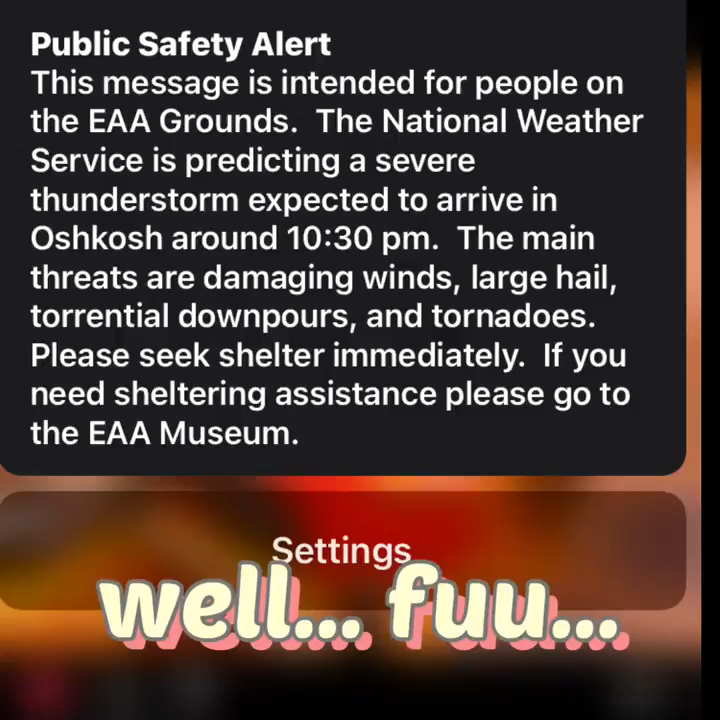 Public Safety Alert
This message is intended for people on
the EAA Grounds.  The National Weather
Service is predicting a severe
thunderstorm expected to arrive in
Oshkosh around 10:30 pm.  The main
threats are damaging winds, large hail,
torrential downpours, and tornadoes.
Please seek shelter immediately.  If you
need sheltering assistance please go to
the EAA Museum.
Settings
well... fuu...